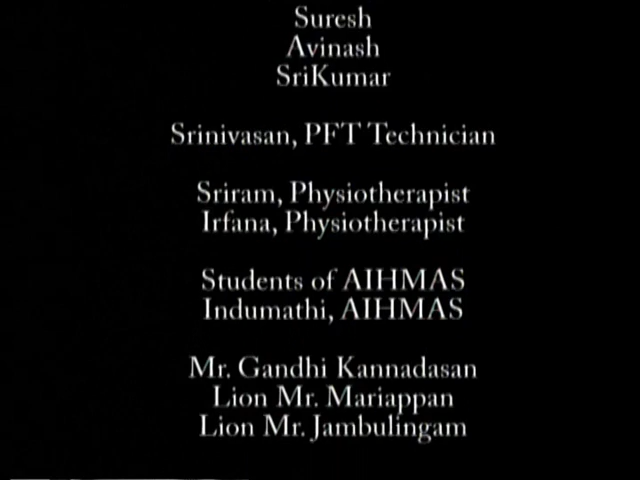 Suresh
Avinash
SriKumar
Srinivasan, PFT Technician
Sriram, Physiotherapist
Irfana, Physiotherapist
Students of AIHMAS
Indumathi, AIHMAS
Mr. Gandhi Kannadasan
Lion Mr. Mariappan
Lion Mr. Jambulingam